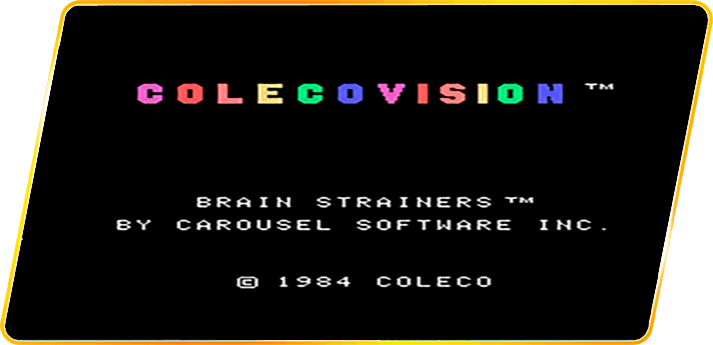 COLECOVISION™
BRAIN STRAINERS™
BY CAROUSEL SOFTWARE INC.
© 1984 COLECO